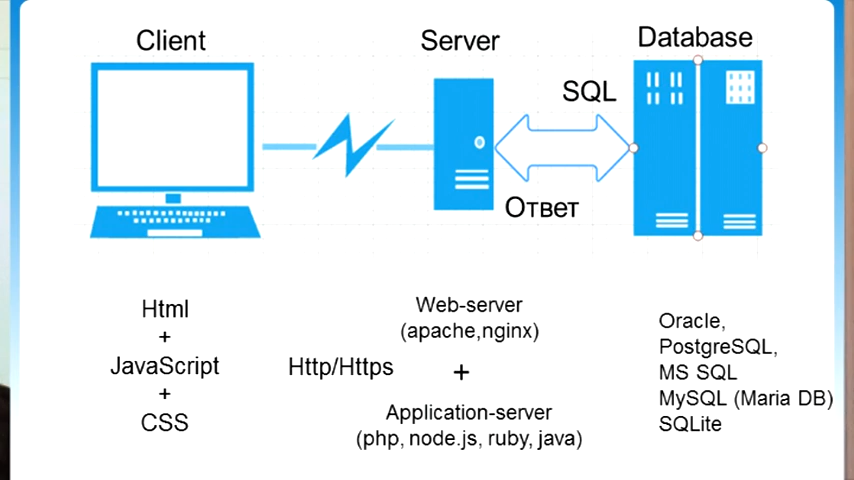 Client
Server
Database
SQL
Ответ
Html
+
JavaScript
+
CSS
Http/Https
Web-server
(apache,nginx)
+
Application-server
(php, node.js, ruby, java)
Oracle,
PostgreSQL,
MS SQL
MySQL (Maria DB)
SQLite